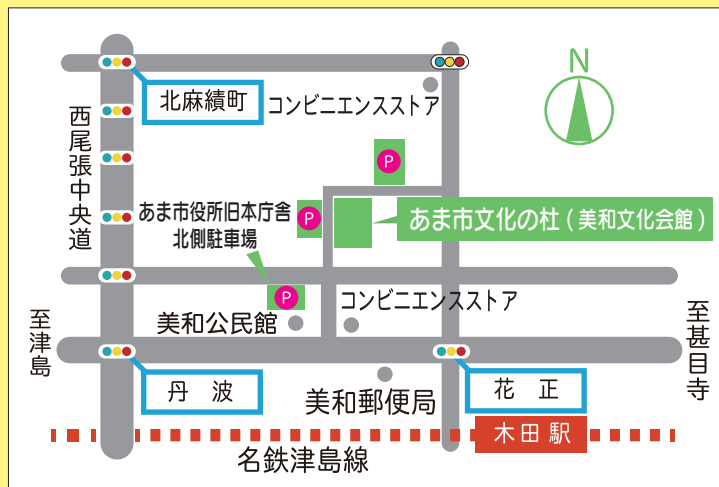 北麻績町
コンビニエンスストア
N
西尾張中央道
P
あま市役所旧本庁舎
北側駐車場
P
あま市文化の杜(美和文化会館)
P
コンビニエンスストア
美和公民館
至津島
至甚目寺
丹 波
美和郵便局
花 正
木田駅
名鉄津島線